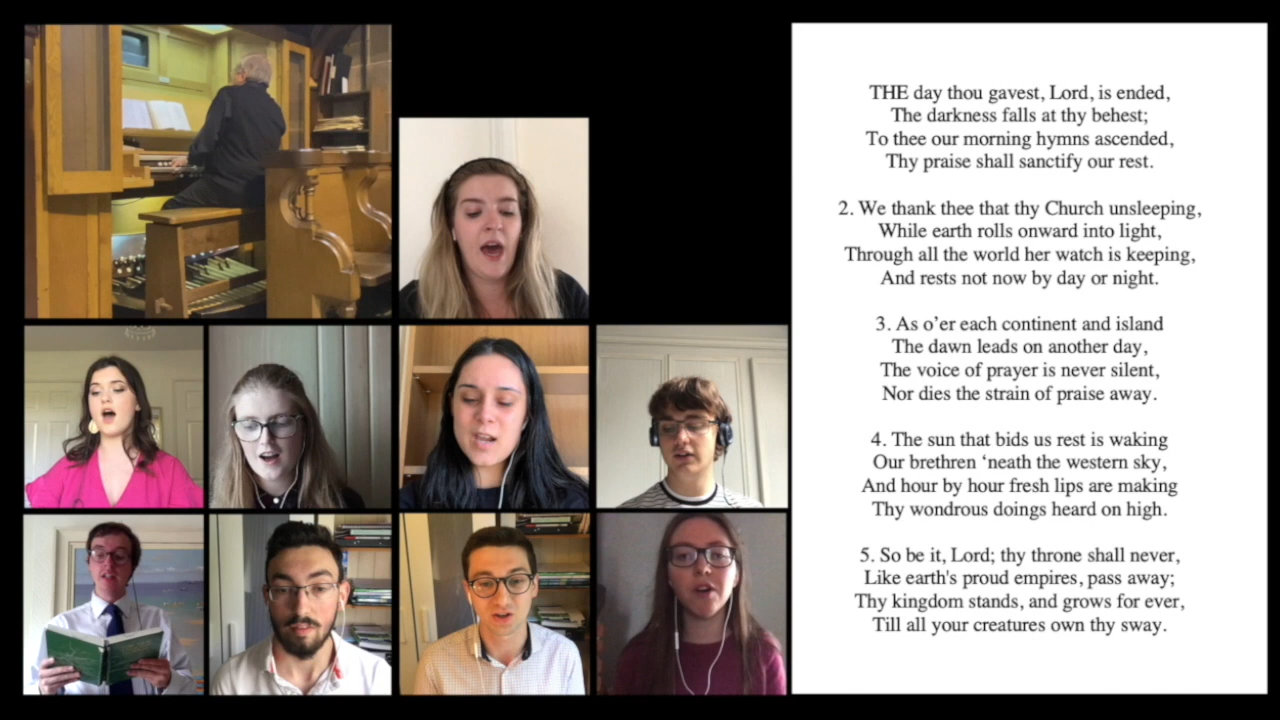 THE day thou gavest, Lord, is ended,
The darkness falls at thy behest;
To thee our morning hymns ascended,
Thy praise shall sanctify our rest.
2. We thank thee that thy Church unsleeping,
While earth rolls onward into light,
Through all the world her watch is keeping,
And rests not now by day or night.
3. As o’er each continent and island
The dawn leads on another day,
The voice of prayer is never silent,
Nor dies the strain of praise away.
4. The sun that bids us rest is waking
Our brethren ‘neath the western sky,
And hour by hour fresh lips are making
Thy wondrous doings heard on high.
5. So be it, Lord; thy throne shall never,
Like earth's proud empires, pass away;
Thy kingdom stands, and grows for ever,
Till all your creatures own thy sway.